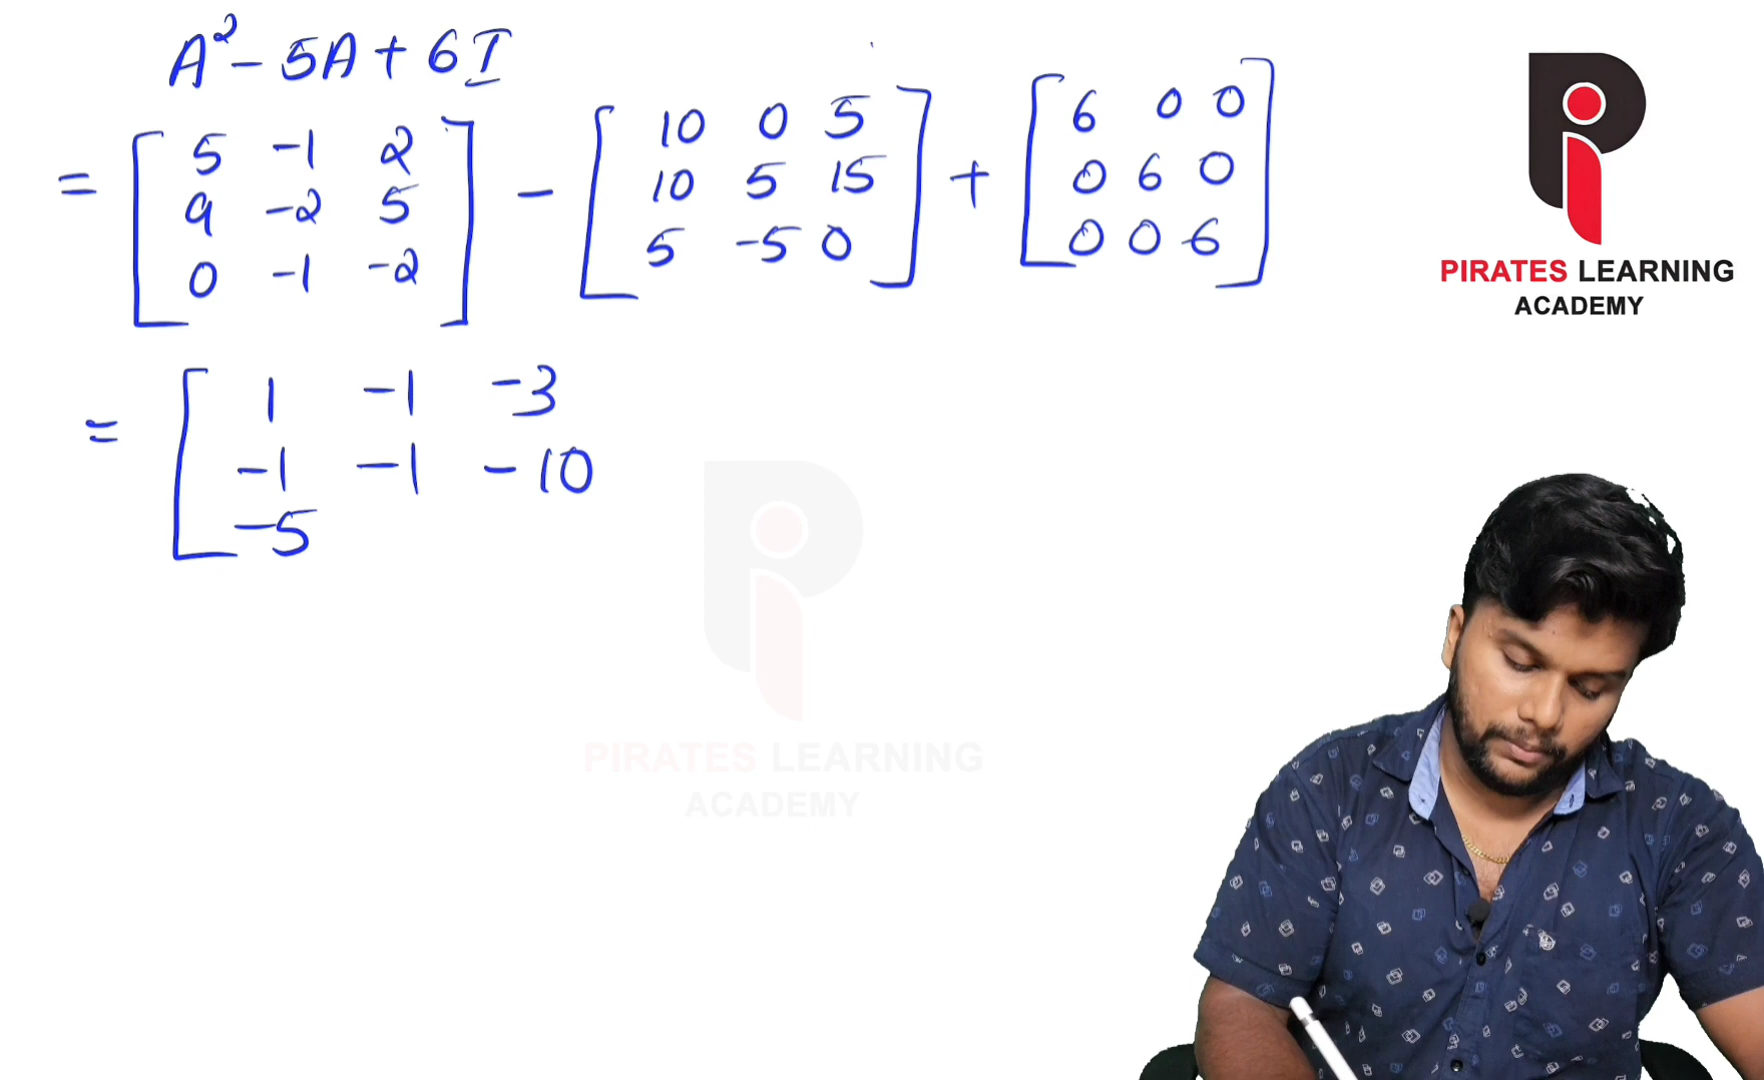 A² - 5A + 6I
= [ 5 -1 2 ] - [ 10 0 5 ] + [ 6 0 0 ]
[ 9 -2 5 ] [ 10 5 15 ] [ 0 6 0 ]
[ 0 -1 -2 ] [ 5 -5 0 ] [ 0 0 6 ]
= [ 1 -1 -3
-1 -1 -10
-5
PIRATES LEARNING
ACADEMY
PIRATES LEARNING
ACADEMY